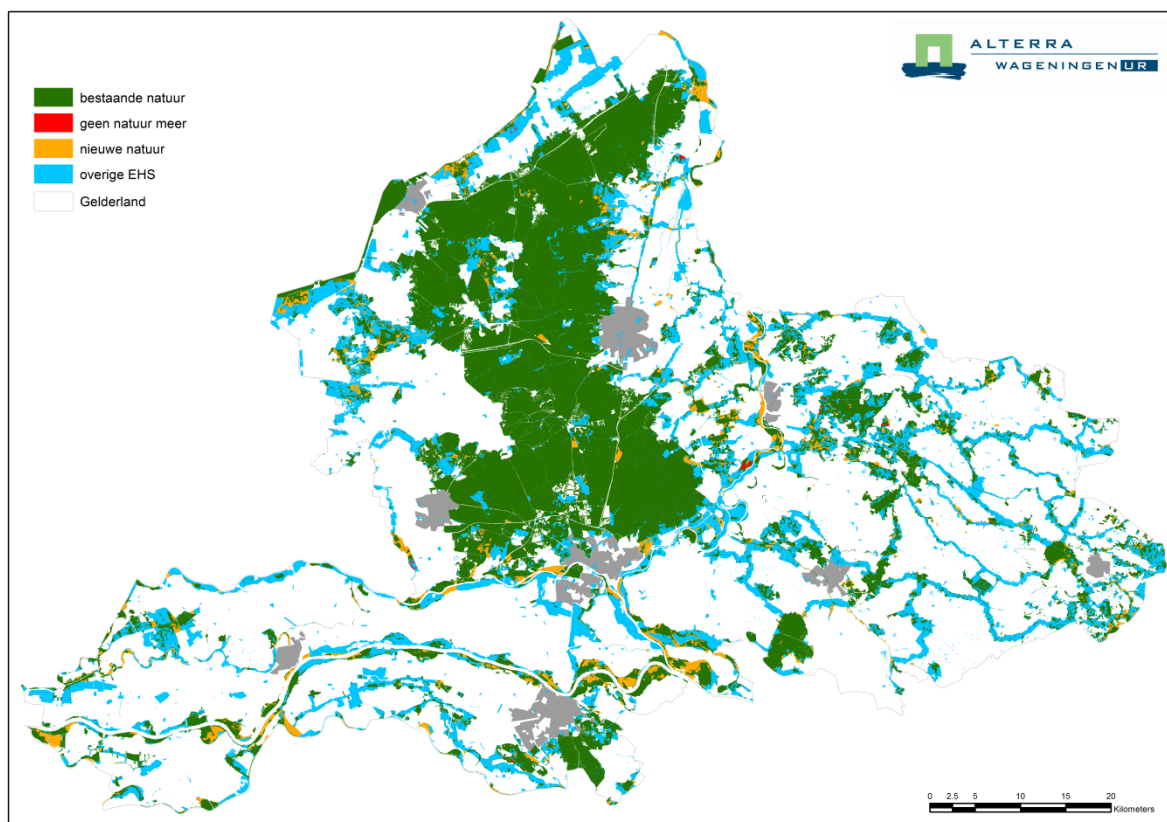 ALTERRA
WAGENINGEN UR
bestaande natuur
geen natuur meer
nieuwe natuur
overige EHS
Gelderland
0 2.5 5 10 15 20
Kilometers